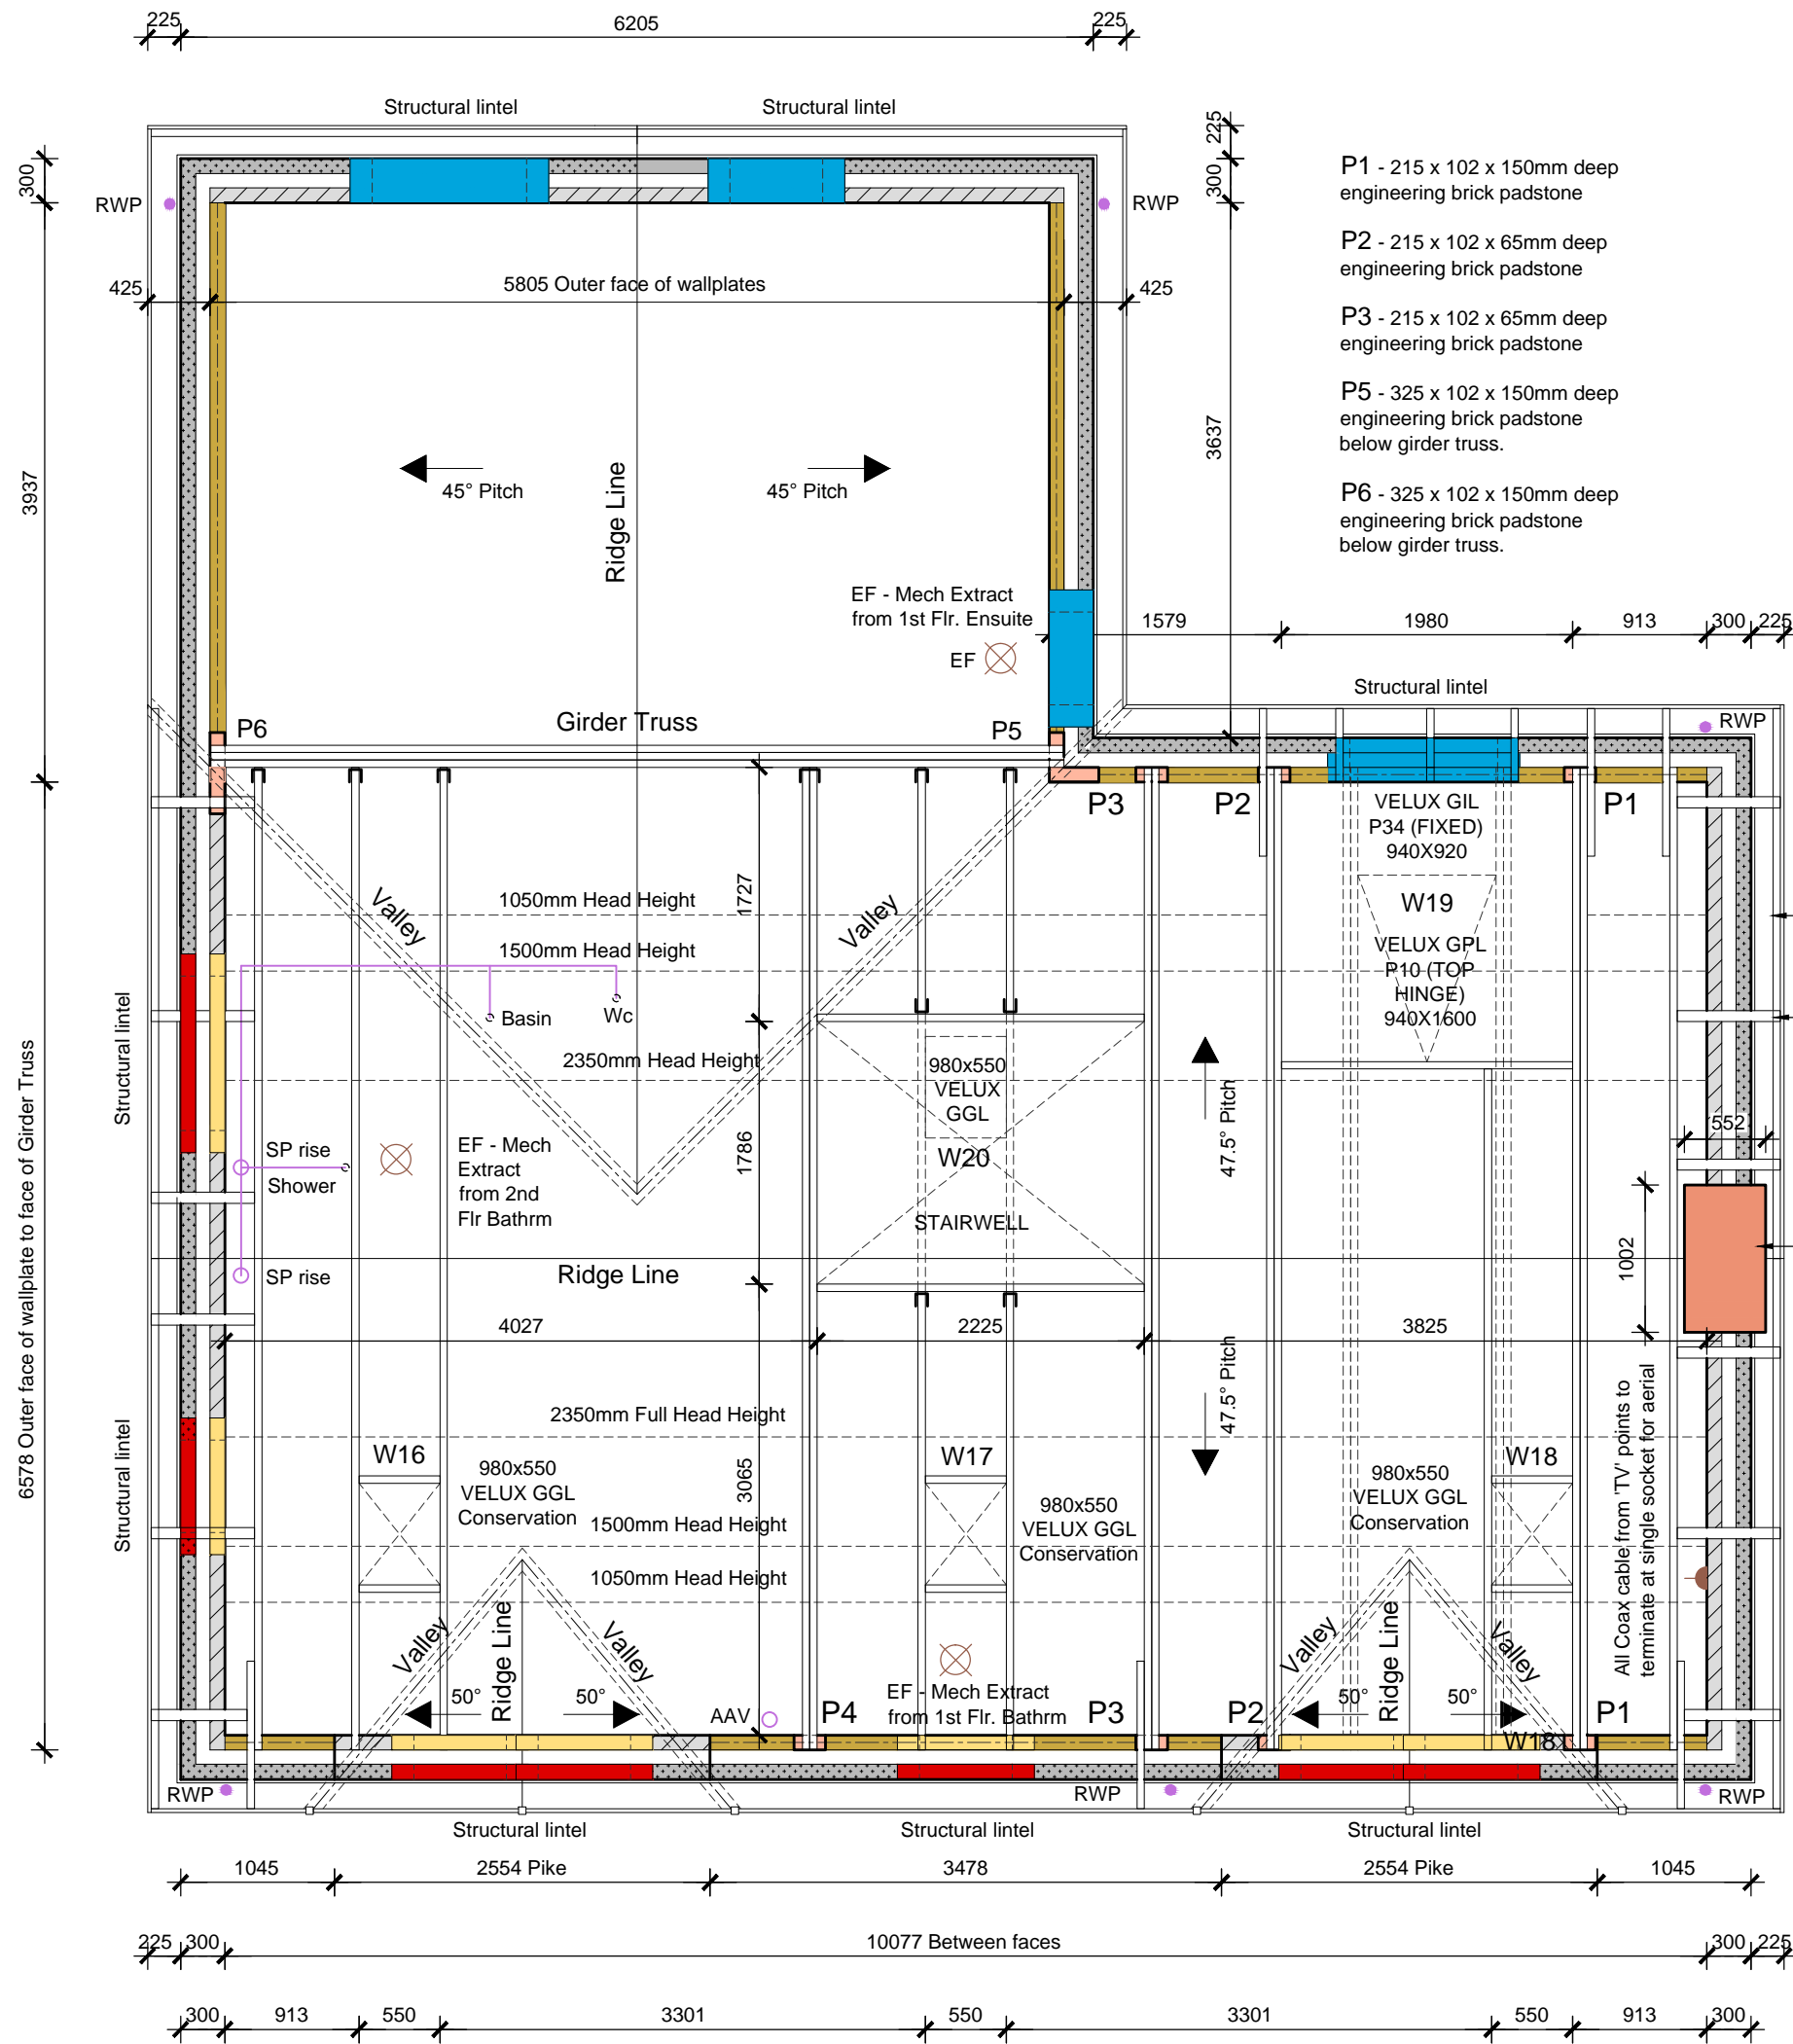 225
6205
225
Structural lintel
Structural lintel
225
300
300
RWP
RWP
P1 - 215 x 102 x 150mm deep
engineering brick padstone
P2 - 215 x 102 x 65mm deep
engineering brick padstone
P3 - 215 x 102 x 65mm deep
engineering brick padstone
P5 - 325 x 102 x 150mm deep
engineering brick padstone
below girder truss.
P6 - 325 x 102 x 150mm deep
engineering brick padstone
below girder truss.
425
5805 Outer face of wallplates
425
3937
3637
45° Pitch
45° Pitch
Ridge Line
EF - Mech Extract
from 1st Flr. Ensuite
EF
1579
1980
913
300
225
Structural lintel
RWP
P6
Girder Truss
P5
P3
P2
P1
VELUX GIL
P34 (FIXED)
940X920
W19
VELUX GPL
P10 (TOP
HINGE)
940X1600
Valley
Valley
1050mm Head Height
1727
1500mm Head Height
Basin
Wc
2350mm Head Height
Structural lintel
980x550
VELUX
GGL
W20
STAIRWELL
47.5° Pitch
552
SP rise
Shower
EF - Mech
Extract
from 2nd
Flr Bathrm
1786
1002
SP rise
Ridge Line
4027
2225
3825
6578 Outer face of wallplate to face of Girder Truss
Structural lintel
47.5° Pitch
2350mm Full Head Height
W16
980x550
VELUX GGL
Conservation
3065
W17
980x550
VELUX GGL
Conservation
980x550
VELUX GGL
Conservation
W18
1500mm Head Height
1050mm Head Height
All Coax cable from 'TV' points to
terminate at single socket for aerial
Valley
Ridge Line
Valley
50°
50°
AAV
P4
EF - Mech Extract
from 1st Flr. Bathrm
P3
P2
Valley
Ridge Line
Valley
50°
50°
P1
W18
RWP
RWP
RWP
Structural lintel
Structural lintel
Structural lintel
1045
2554 Pike
3478
2554 Pike
1045
225
300
10077 Between faces
300
225
300
913
550
3301
550
3301
550
913
300